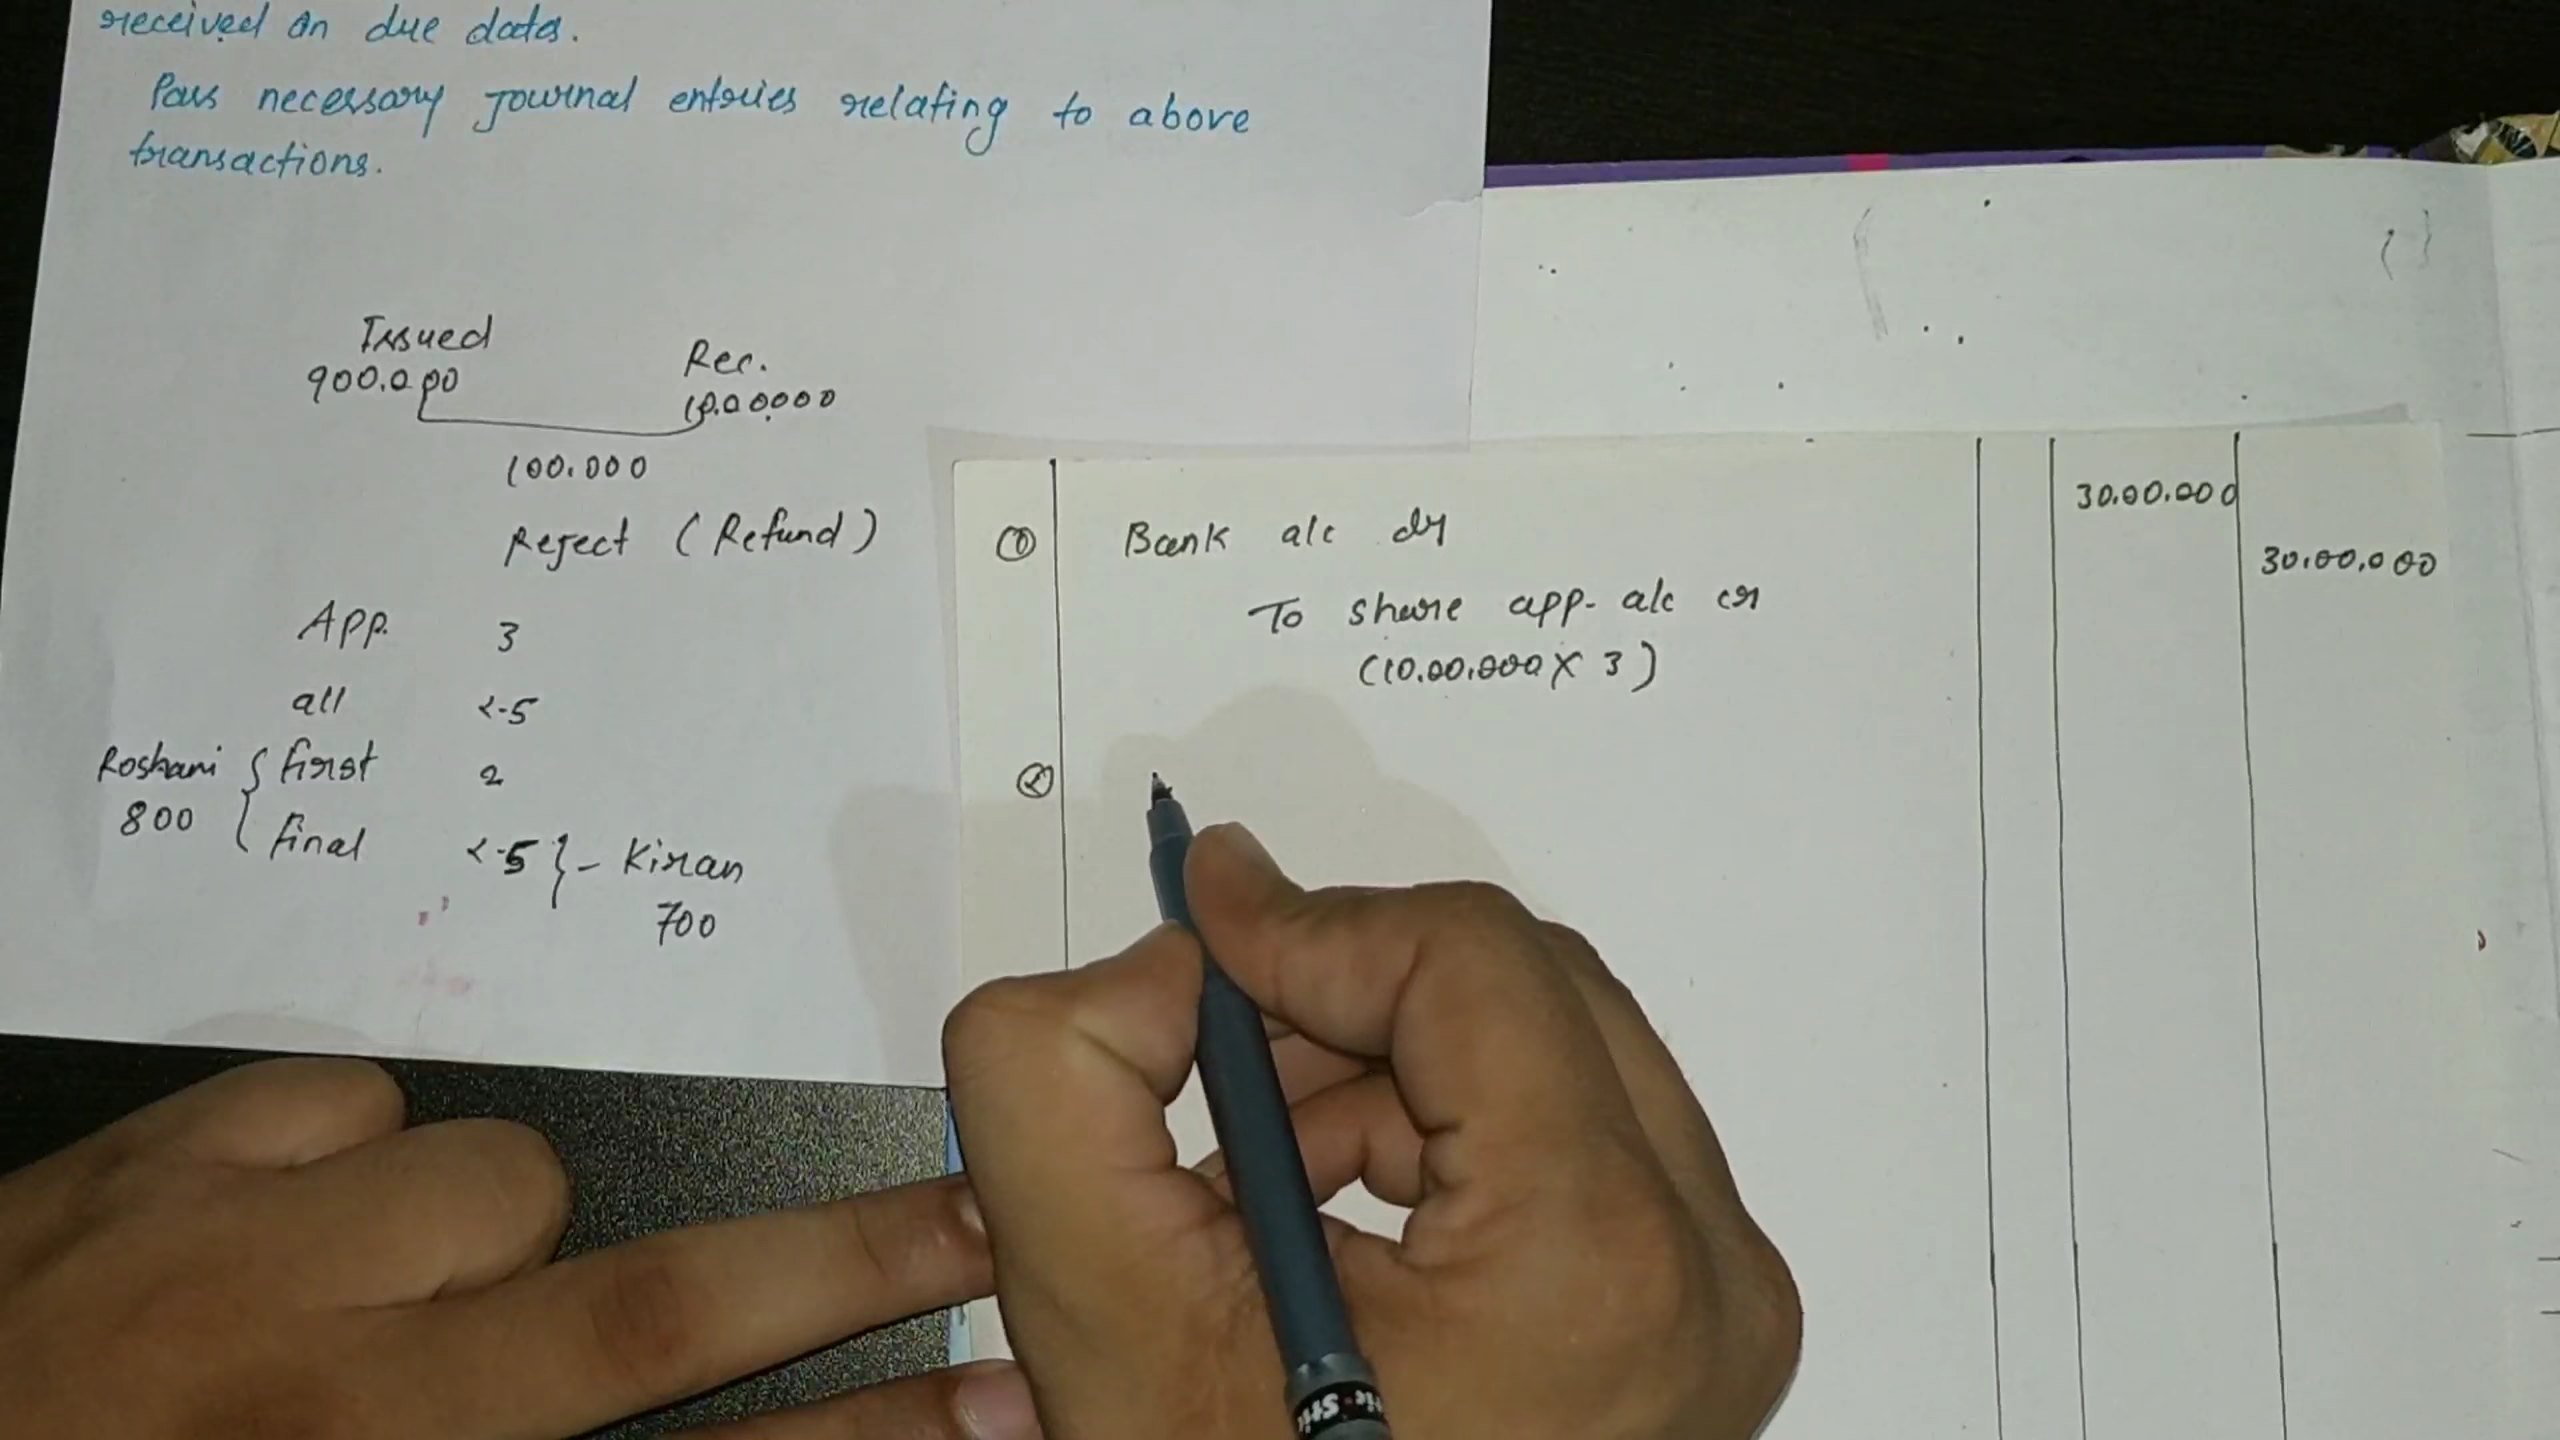 received on due dates.
Pass necessary journal entries relating to above
transactions.
Issued
900.000
Rec.
10.00000
100.000
Reject (Refund)
App. 3
all 2.5
Roshani 800 { first 2
final 2.5 } - Kiran
700
① Bank a/c dr 30.00.000
To share app. a/c cr 30.00.000
(10.00.000 X 3)
②
Stic